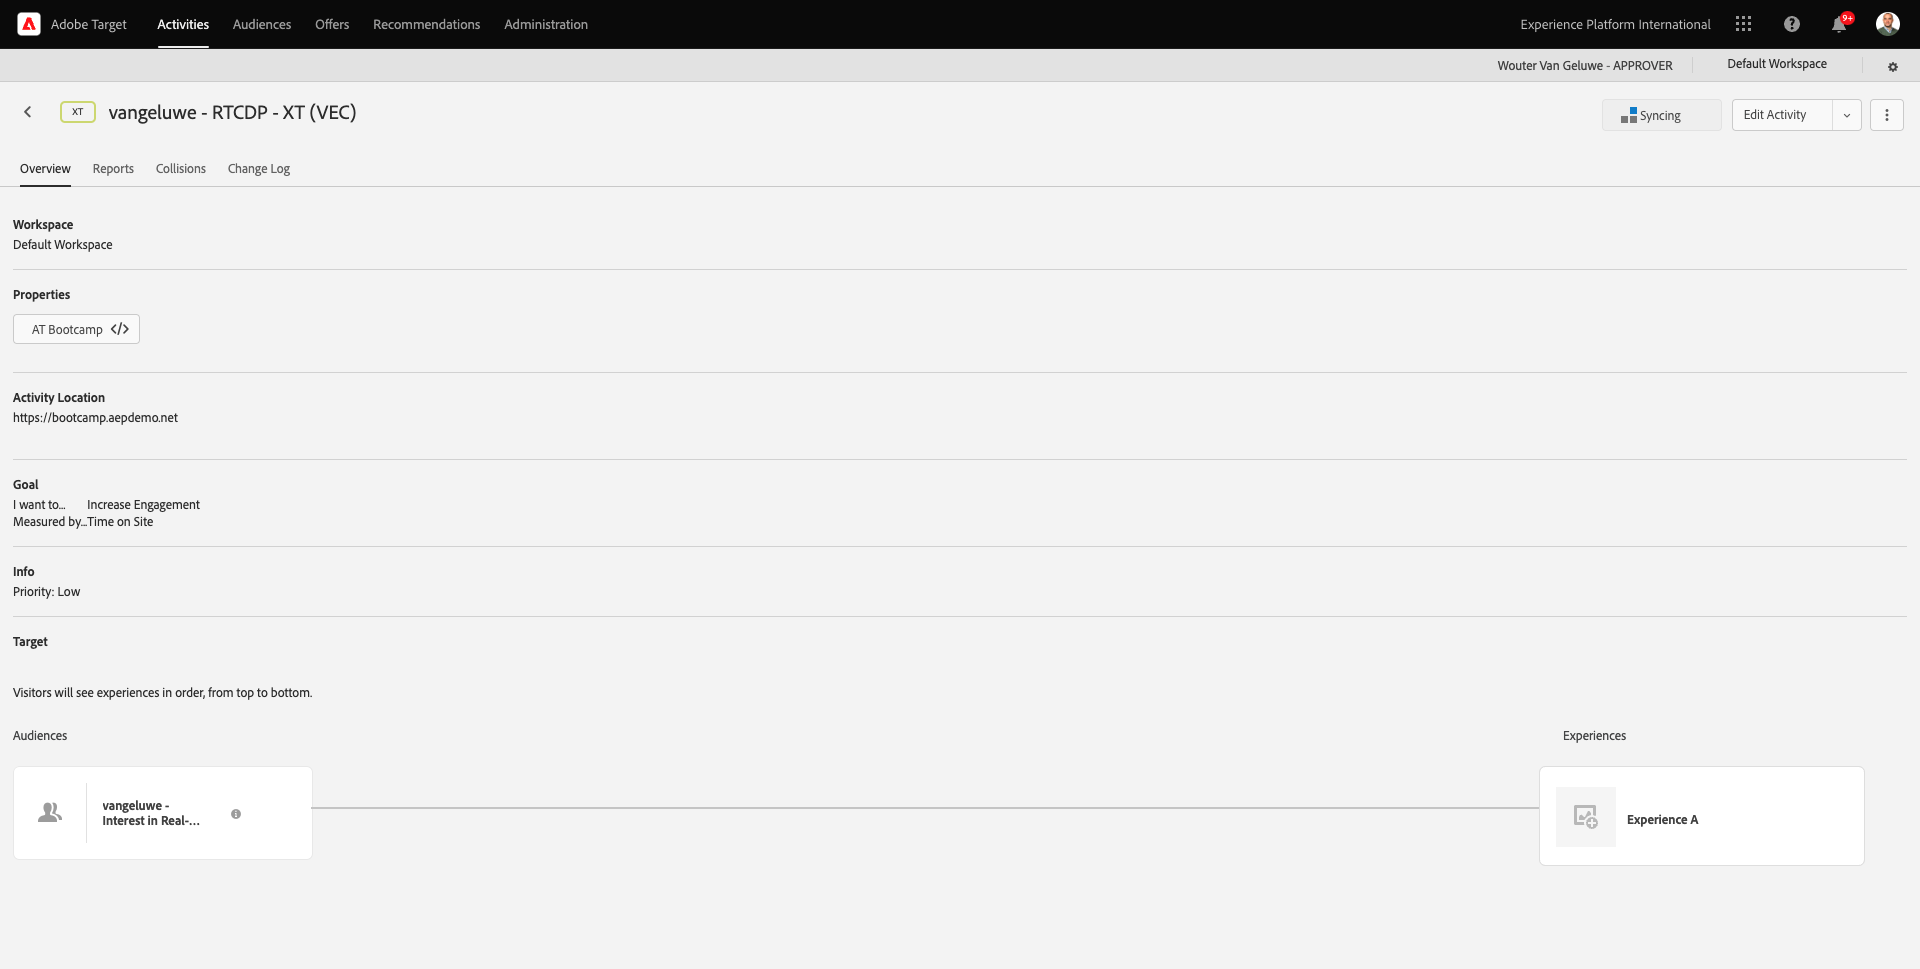 Adobe Target
Activities
Audiences
Offers
Recommendations
Administration
Experience Platform International
9+
Wouter Van Geluwe - APPROVER
Default Workspace
XT
vangeluwe - RTCDP - XT (VEC)
Syncing
Edit Activity
Overview
Reports
Collisions
Change Log
Workspace
Default Workspace
Properties
AT Bootcamp </>
Activity Location
https://bootcamp.aepdemo.net
Goal
I want to... Increase Engagement
Measured by... Time on Site
Info
Priority: Low
Target
Visitors will see experiences in order, from top to bottom.
Audiences
Experiences
vangeluwe -
Interest in Real-...
Experience A